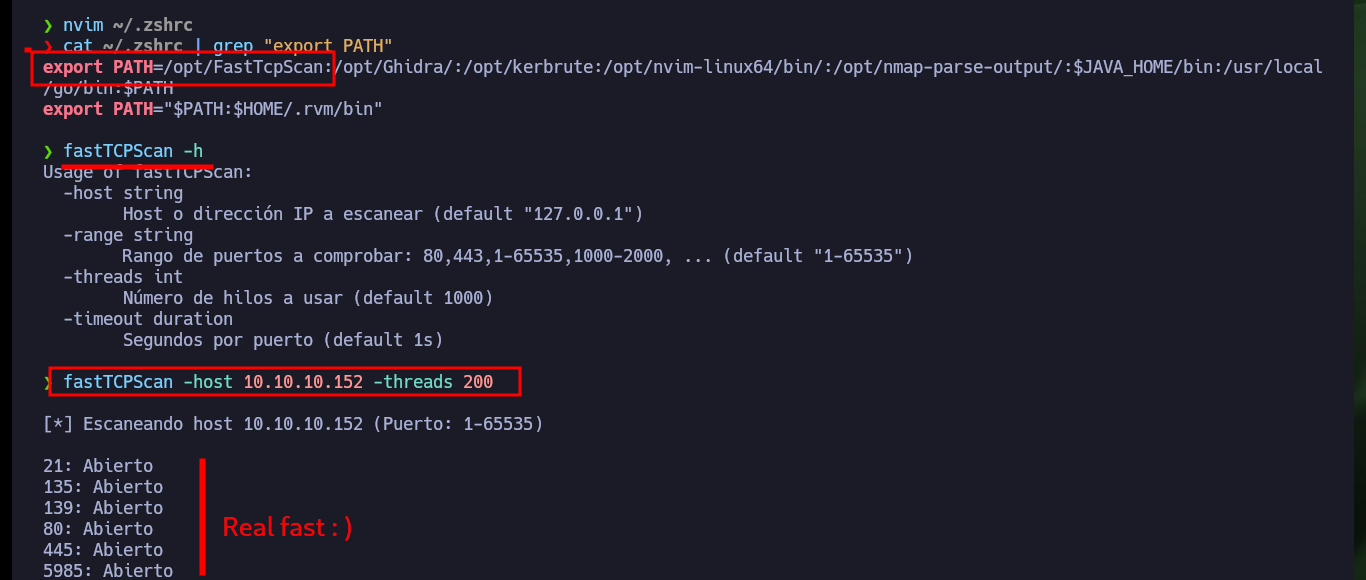 ❯ nvim ~/.zshrc
❯ cat ~/.zshrc | grep "export PATH"
export PATH=/opt/FastTcpScan:/opt/Ghidra/:/opt/kerbrute:/opt/nvim-linux64/bin/:/opt/nmap-parse-output/:$JAVA_HOME/bin:/usr/local
/go/bin:$PATH
export PATH="$PATH:$HOME/.rvm/bin"
❯ fastTCPScan -h
Usage of fastTCPScan:
-host string
Host o dirección IP a escanear (default "127.0.0.1")
-range string
Rango de puertos a comprobar: 80,443,1-65535,1000-2000, ... (default "1-65535")
-threads int
Número de hilos a usar (default 1000)
-timeout duration
Segundos por puerto (default 1s)
❯ fastTCPScan -host 10.10.10.152 -threads 200
[*] Escaneando host 10.10.10.152 (Puerto: 1-65535)
21: Abierto
135: Abierto
139: Abierto
80: Abierto
Real fast : )
445: Abierto
5985: Abierto